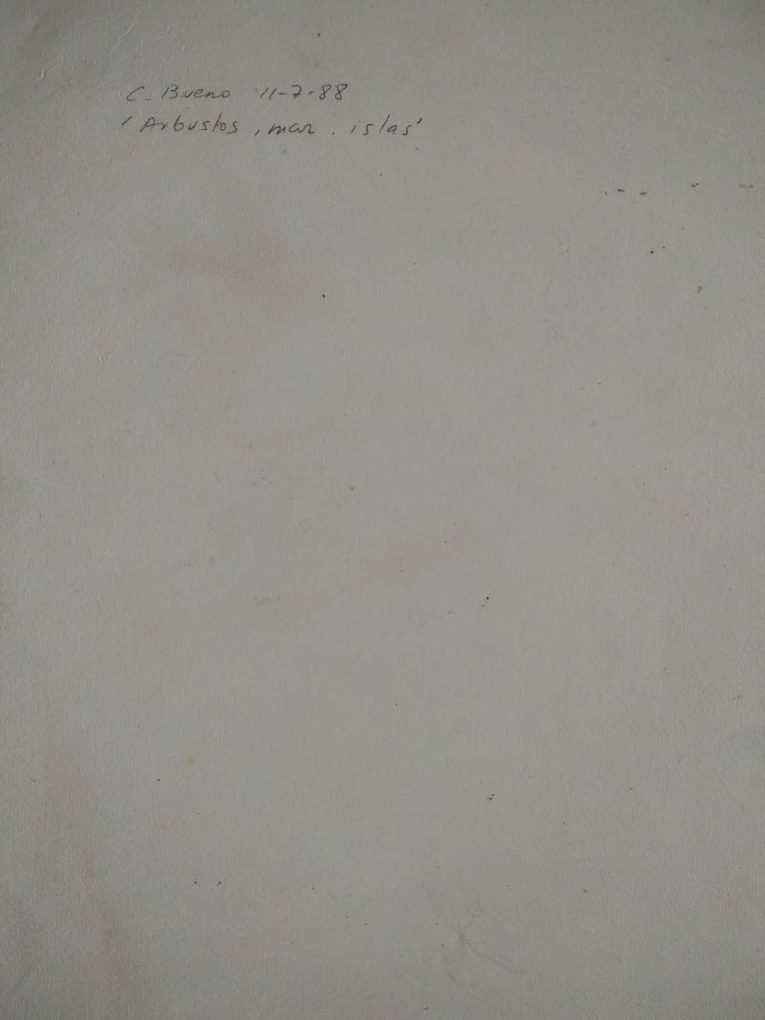 C. Bueno 11-7-88
'Arbustos, mar. islas'